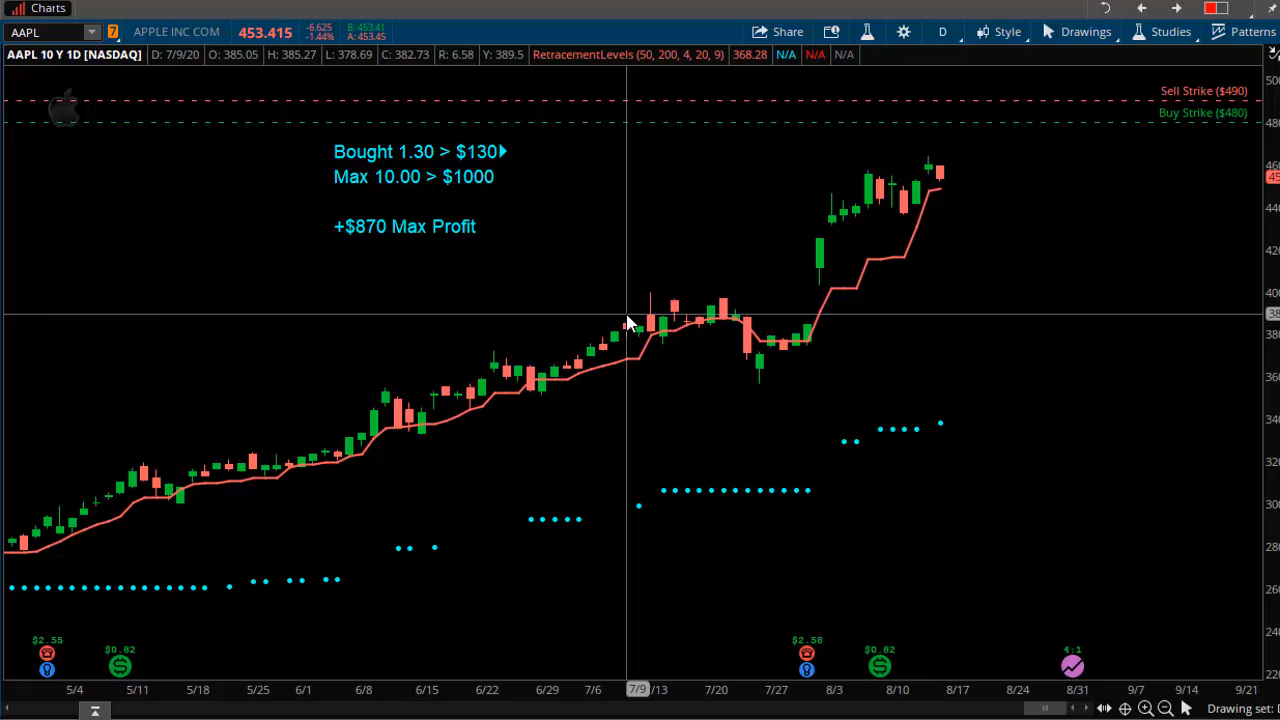 Charts
AAPL 7 APPLE INC COM 453.415 -6.625 -1.44% B: 453.41 A: 453.45 Share D Style Drawings Studies Patterns
AAPL 10 Y 1D [NASDAQ] D: 7/9/20 O: 385.05 H: 385.27 L: 378.69 C: 382.73 R: 6.58 Y: 389.5 RetracementLevels (50, 200, 4, 20, 9) 368.28 N/A N/A N/A
Sell Strike ($490)
Buy Strike ($480)
Bought 1.30 > $130
Max 10.00 > $1000
+$870 Max Profit
$2.55 $0.82 $2.58 $0.82 4:1
5/4 5/11 5/18 5/25 6/1 6/8 6/15 6/22 6/29 7/6 7/9 /13 7/20 7/27 8/3 8/10 8/17 8/24 8/31 9/7 9/14 9/21
Drawing set: